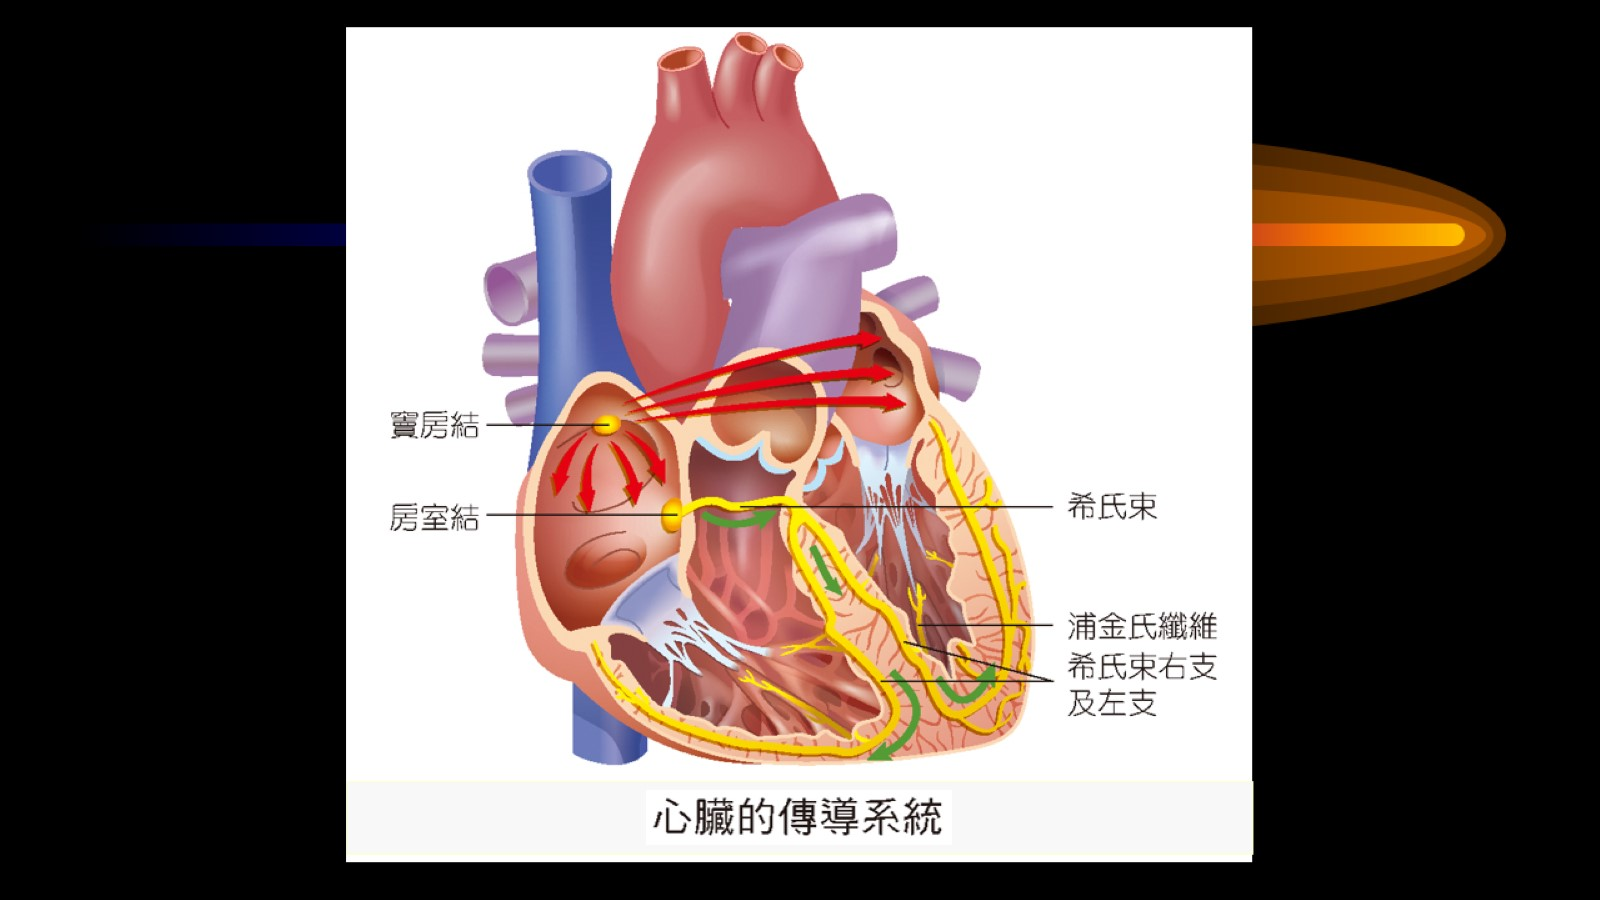 竇房結
房室結
希氏束
浦金氏纖維
希氏束右支
及左支
心臟的傳導系統